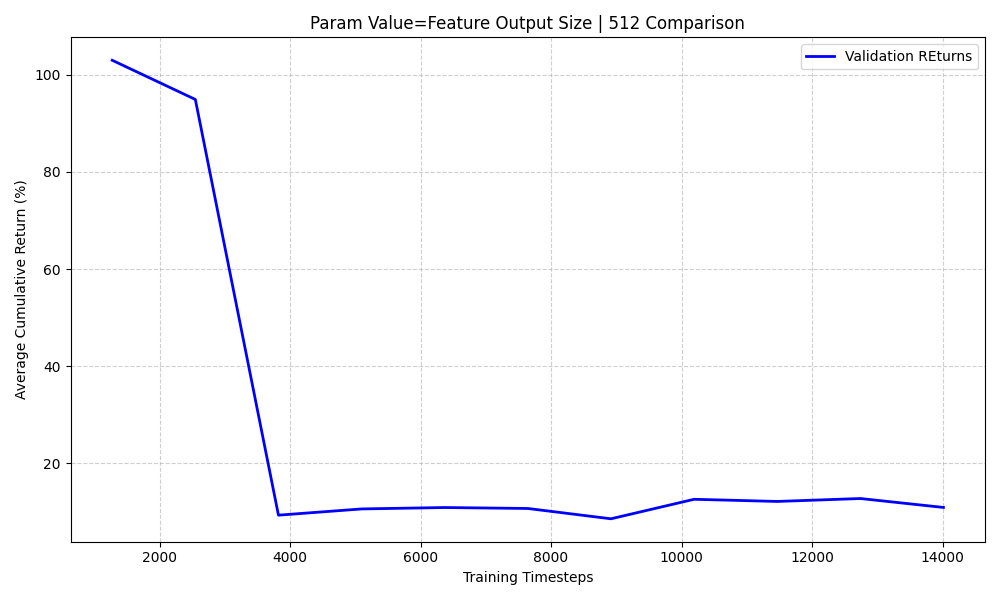 Param Value=Feature Output Size | 512 Comparison
Validation REturns
Average Cumulative Return (%)
100
80
60
40
20
2000 4000 6000 8000 10000 12000 14000
Training Timesteps